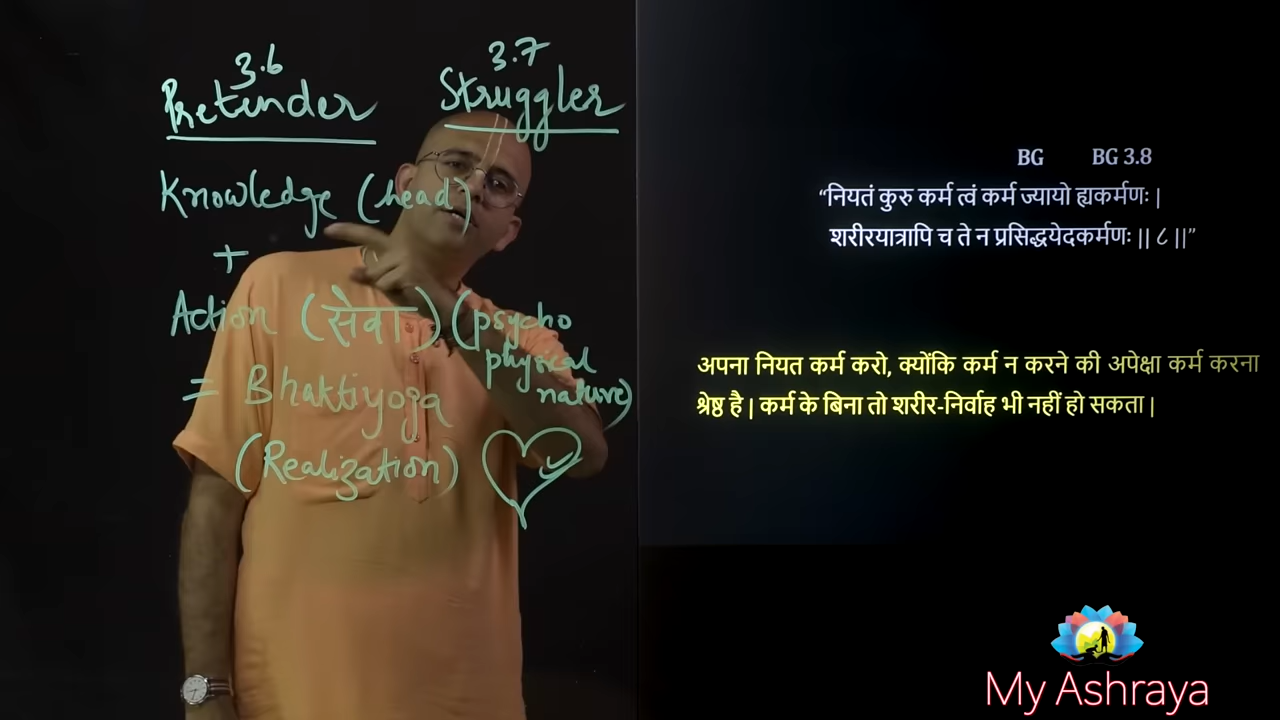 3.6
Pretender
3.7
Struggler
Knowledge (head)
+
Action (सेवा) (psycho
physical
nature)
= Bhaktiyoga
(Realization)
BG BG 3.8
“नियतं कुरु कर्म त्वं कर्म ज्यायो ह्यकर्मणः |
शरीरयात्रापि च ते न प्रसिद्धयेदकर्मणः || ८ ||”
अपना नियत कर्म करो, क्योंकि कर्म न करने की अपेक्षा कर्म करना
श्रेष्ठ है | कर्म के बिना तो शरीर-निर्वाह भी नहीं हो सकता |
My Ashraya